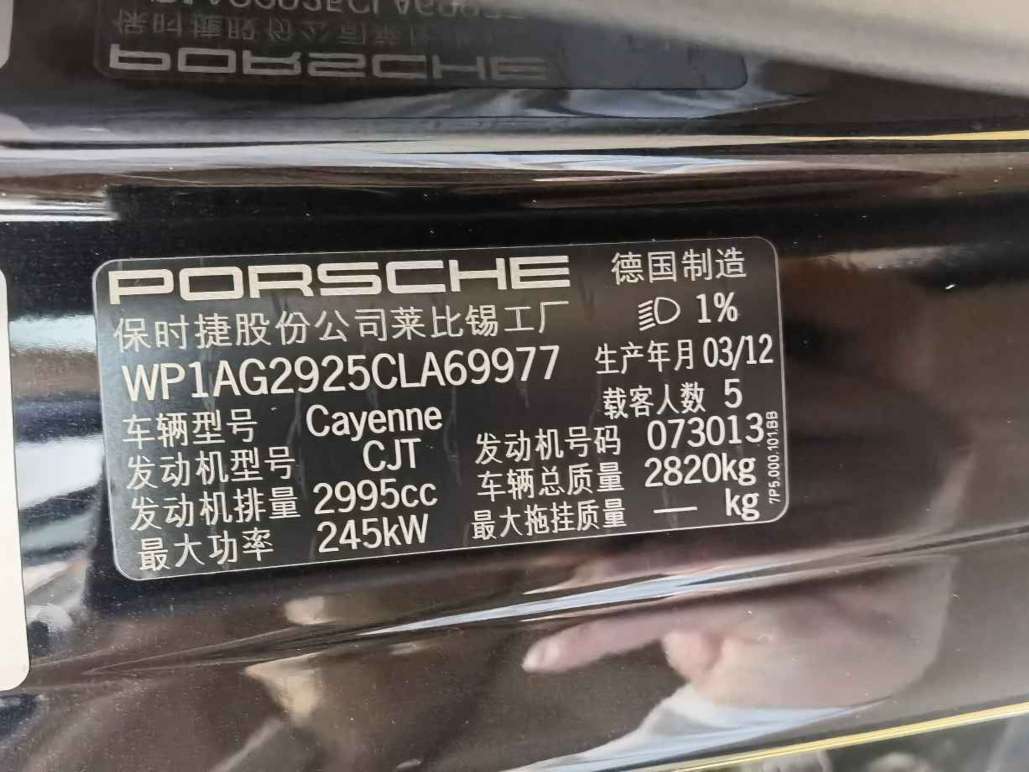 PORSCHE 德国制造
保时捷股份公司莱比锡工厂 1%
WP1AG2925CLA69977 生产年月 03/12
车辆型号 Cayenne 载客人数 5
发动机型号 CJT 发动机号码 073013
发动机排量 2995cc 车辆总质量 2820kg
最大功率 245kW 最大拖挂质量 — kg
7P5.000.101.BB